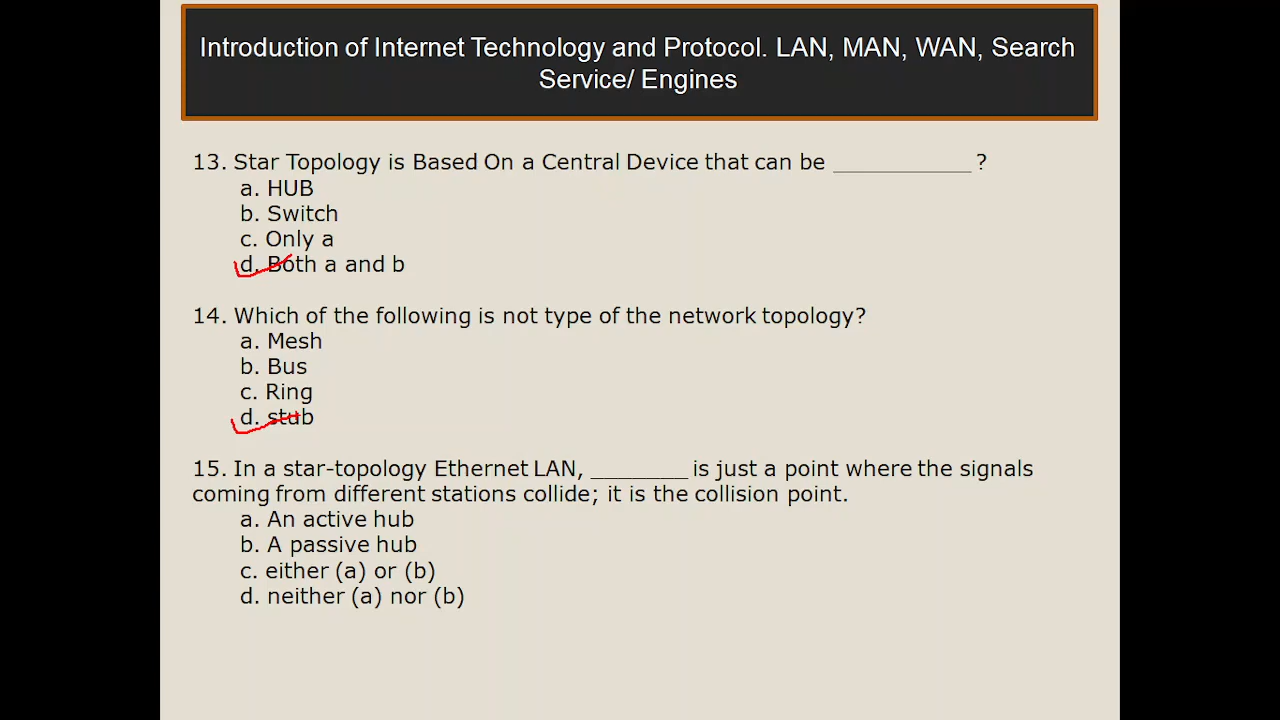 Introduction of Internet Technology and Protocol. LAN, MAN, WAN, Search
Service/ Engines
13. Star Topology is Based On a Central Device that can be ____________ ?
a. HUB
b. Switch
c. Only a
d. Both a and b
14. Which of the following is not type of the network topology?
a. Mesh
b. Bus
c. Ring
d. stub
15. In a star-topology Ethernet LAN, ________ is just a point where the signals
coming from different stations collide; it is the collision point.
a. An active hub
b. A passive hub
c. either (a) or (b)
d. neither (a) nor (b)